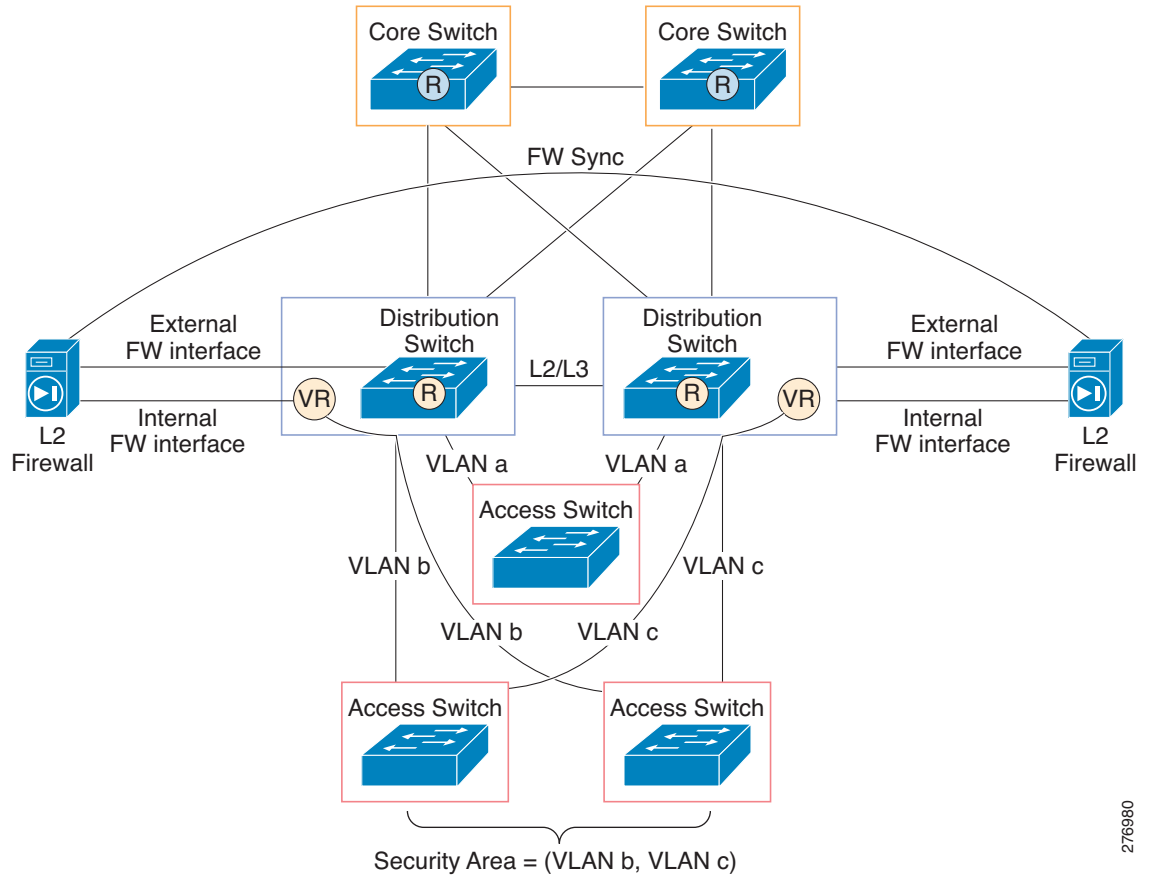 Core Switch
Core Switch
R
R
FW Sync
External
FW interface
Distribution
Switch
Distribution
Switch
External
FW interface
L2/L3
R
R
VR
VR
Internal
FW interface
Internal
FW interface
L2
Firewall
L2
Firewall
VLAN a
VLAN a
Access Switch
VLAN b
VLAN c
VLAN b
VLAN c
Access Switch
Access Switch
Security Area = (VLAN b, VLAN c)
276980